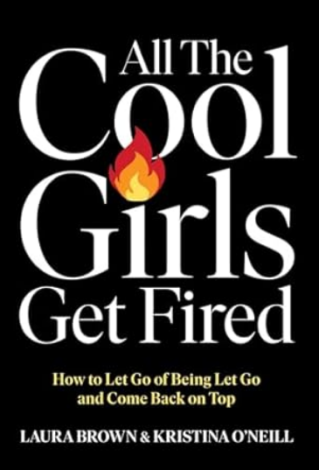 All The
Cool
Girls
Get Fired
How to Let Go of Being Let Go
and Come Back on Top
LAURA BROWN & KRISTINA O'NEILL